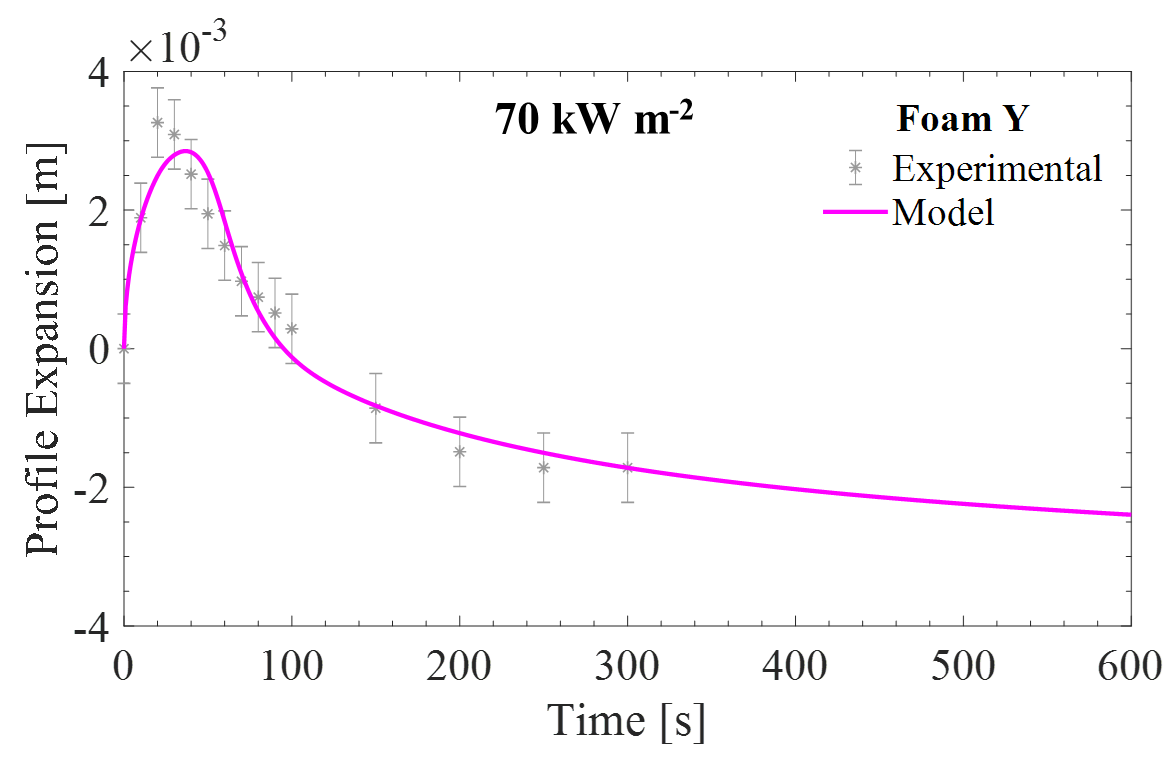 ×10⁻³
70 kW m⁻²
Foam Y
Experimental
Model
4
2
0
-2
-4
Profile Expansion [m]
0 100 200 300 400 500 600
Time [s]